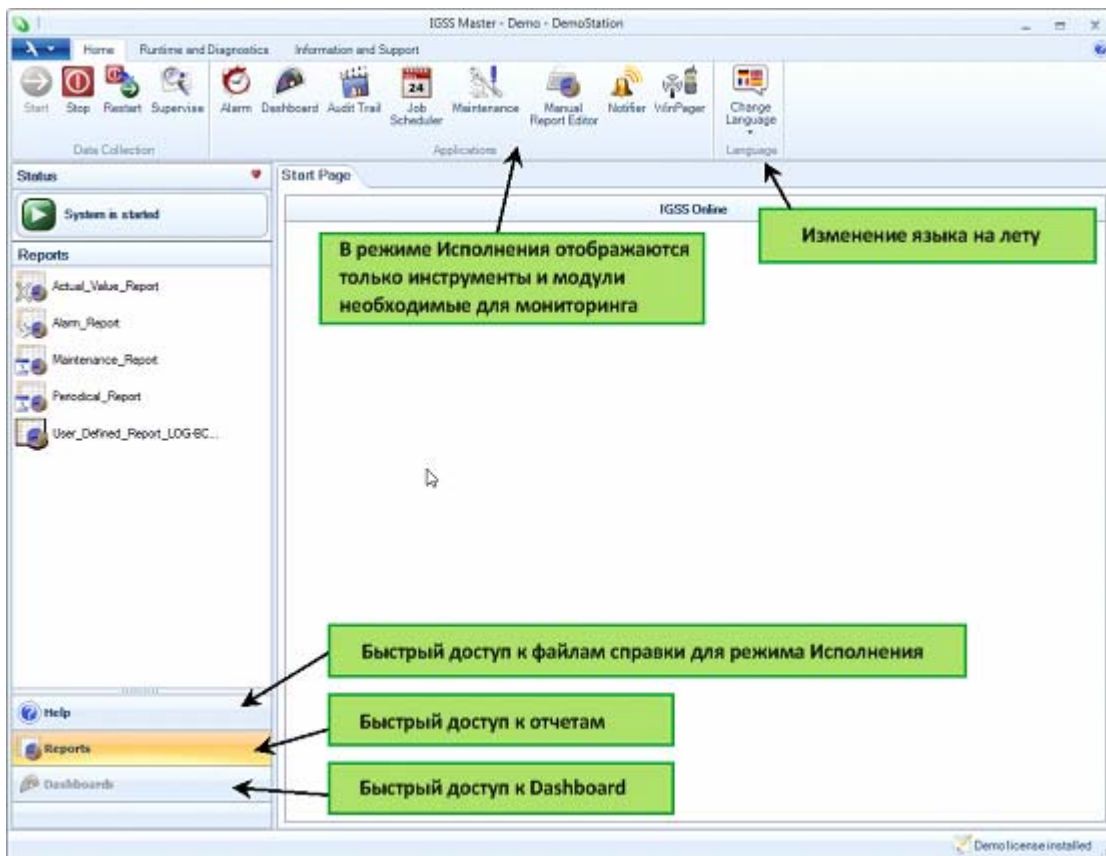 IGSS Master - Demo - DemoStation
Home Runtime and Diagnostics Information and Support
Start Stop Restart Supervise Alarm Dashboard Audit Trail Job Scheduler Maintenance Manual Report Editor Notifier WinPager Change Language
24
Data Collection Applications Language
Status
Start Page
System is started
IGSS Online
Изменение языка на лету
В режиме Исполнения отображаются
только инструменты и модули
необходимые для мониторинга
Reports
Actual_Value_Report
Alarm_Report
Maintenance_Report
Periodical_Report
User_Defined_Report_LOG-BC...
Быстрый доступ к файлам справки для режима Исполнения
Help
Быстрый доступ к отчетам
Reports
Быстрый доступ к Dashboard
Dashboards
Demo license installed